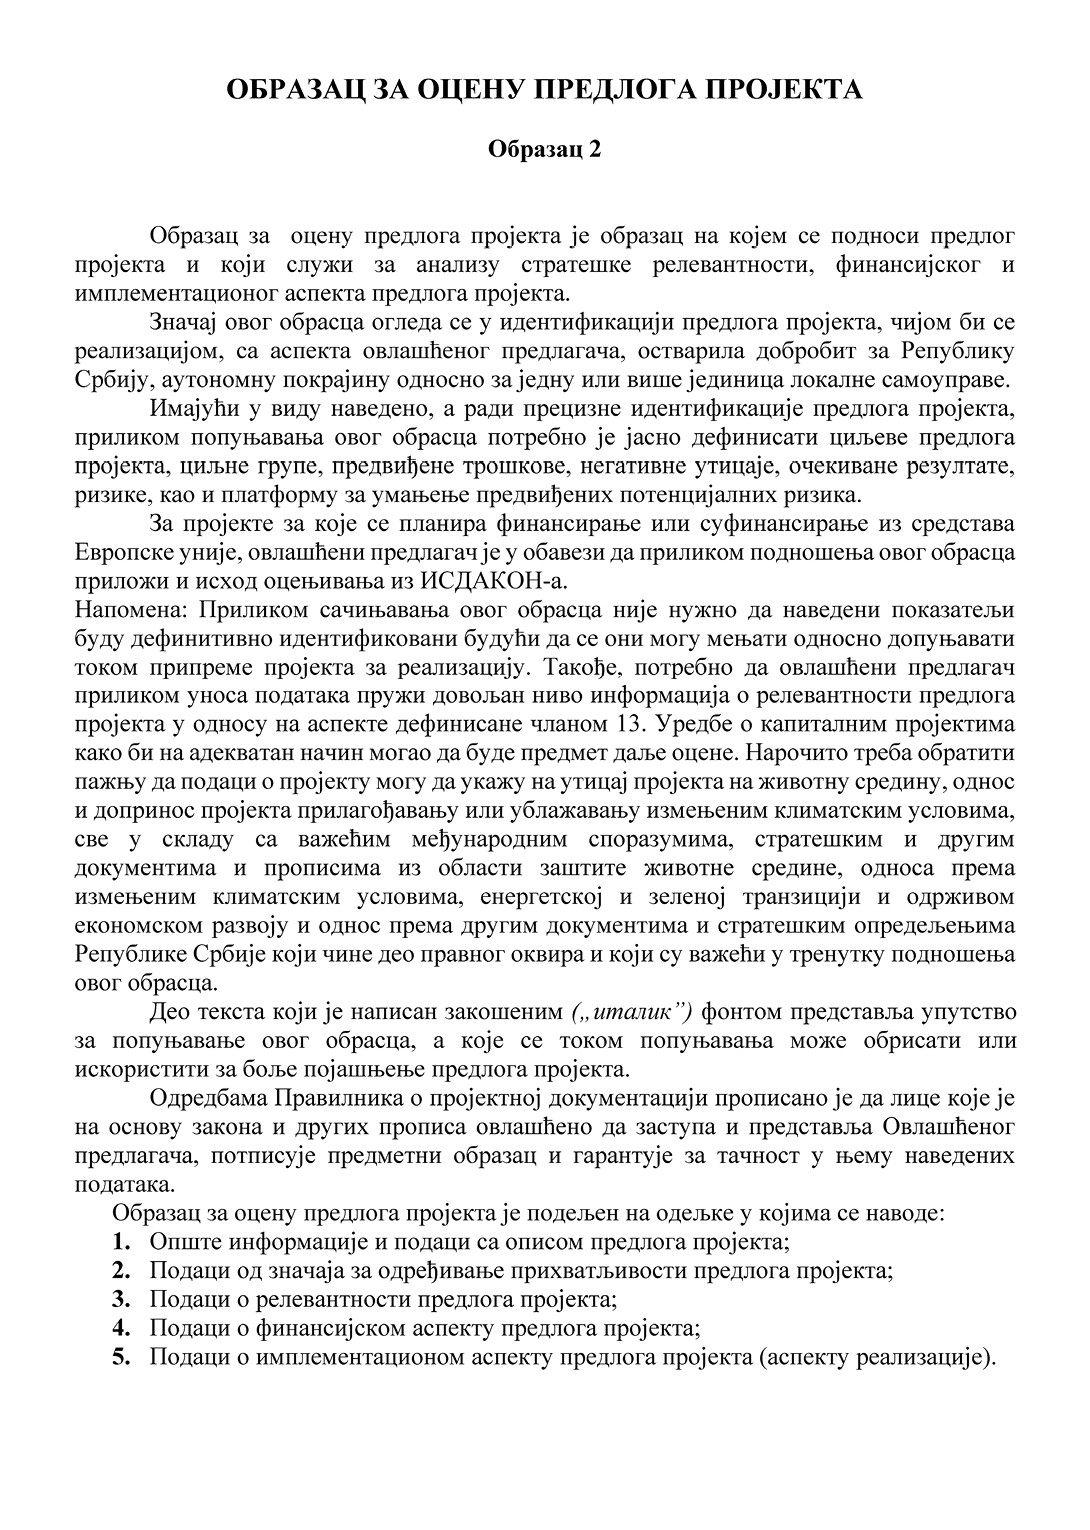 ОБРАЗАЦ ЗА ОЦЕНУ ПРЕДЛОГА ПРОЈЕКТА
Образац 2
Образац за оцену предлога пројекта је образац на којем се подноси предлог
пројекта и који служи за анализу стратешке релевантности, финансијског и
имплементационог аспекта предлога пројекта.
Значај овог обрасца огледа се у идентификацији предлога пројекта, чијом би се
реализацијом, са аспекта овлашћеног предлагача, остварила добробит за Републику
Србију, аутономну покрајину односно за једну или више јединица локалне самоуправе.
Имајући у виду наведено, а ради прецизне идентификације предлога пројекта,
приликом попуњавања овог обрасца потребно је јасно дефинисати циљеве предлога
пројекта, циљне групе, предвиђене трошкове, негативне утицаје, очекиване резултате,
ризике, као и платформу за умањење предвиђених потенцијалних ризика.
За пројекте за које се планира финансирање или суфинансирање из средстава
Европске уније, овлашћени предлагач је у обавези да приликом подношења овог обрасца
приложи и исход оцењивања из ИСДАКОН-а.
Напомена: Приликом сачињавања овог обрасца није нужно да наведени показатељи
буду дефинитивно идентификовани будући да се они могу мењати односно допуњавати
током припреме пројекта за реализацију. Такође, потребно да овлашћени предлагач
приликом уноса података пружи довољан ниво информација о релевантности предлога
пројекта у односу на аспекте дефинисане чланом 13. Уредбе о капиталним пројектима
како би на адекватан начин могао да буде предмет даље оцене. Нарочито треба обратити
пажњу да подаци о пројекту могу да укажу на утицај пројекта на животну средину, однос
и допринос пројекта прилагођавању или ублажавању измењеним климатским условима,
све у складу са важећим међународним споразумима, стратешким и другим
документима и прописима из области заштите животне средине, односа према
измењеним климатским условима, енергетској и зеленој транзицији и одрживом
економском развоју и однос према другим документима и стратешким опредељењима
Републике Србије који чине део правног оквира и који су важећи у тренутку подношења
овог обрасца.
Део текста који је написан закошеним („италик”) фонтом представља упутство
за попуњавање овог обрасца, а које се током попуњавања може обрисати или
искористити за боље појашњење предлога пројекта.
Одредбама Правилника о пројектној документацији прописано је да лице које је
на основу закона и других прописа овлашћено да заступа и представља Овлашћеног
предлагача, потписује предметни образац и гарантује за тачност у њему наведених
података.
Образац за оцену предлога пројекта је подељен на одељке у којима се наводе:
1. Опште информације и подаци са описом предлога пројекта;
2. Подаци од значаја за одређивање прихватљивости предлога пројекта;
3. Подаци о релевантности предлога пројекта;
4. Подаци о финансијском аспекту предлога пројекта;
5. Подаци о имплементационом аспекту предлога пројекта (аспекту реализације).